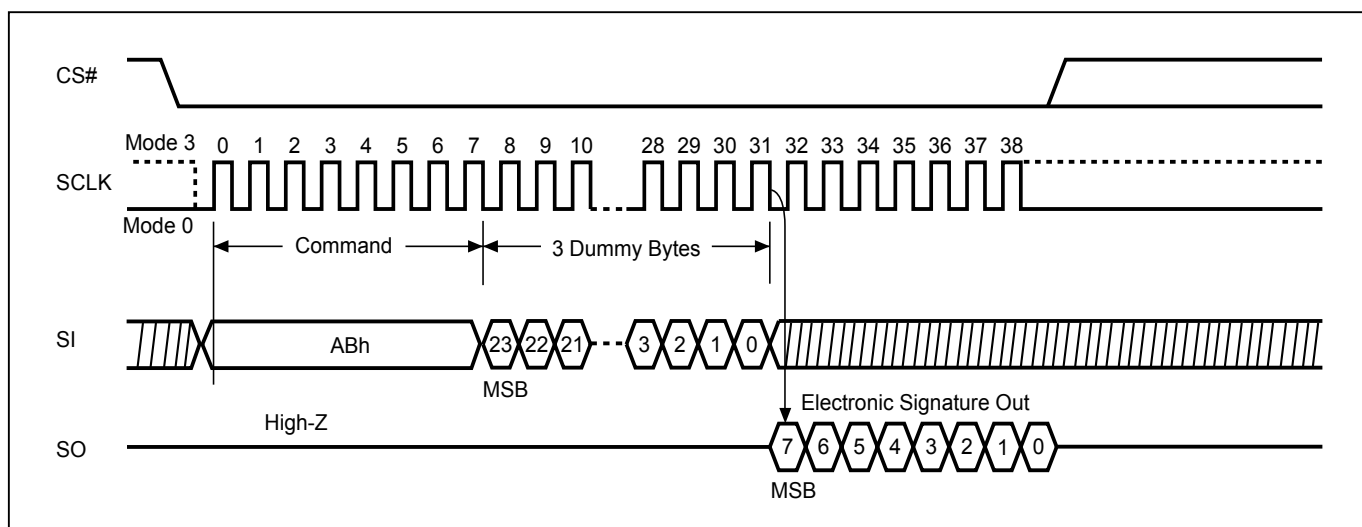 CS#
Mode 3 0 1 2 3 4 5 6 7 8 9 10 28 29 30 31 32 33 34 35 36 37 38
SCLK
Mode 0
Command 3 Dummy Bytes
SI ABh 23 22 21 3 2 1 0
MSB
High-Z Electronic Signature Out
SO 7 6 5 4 3 2 1 0
MSB